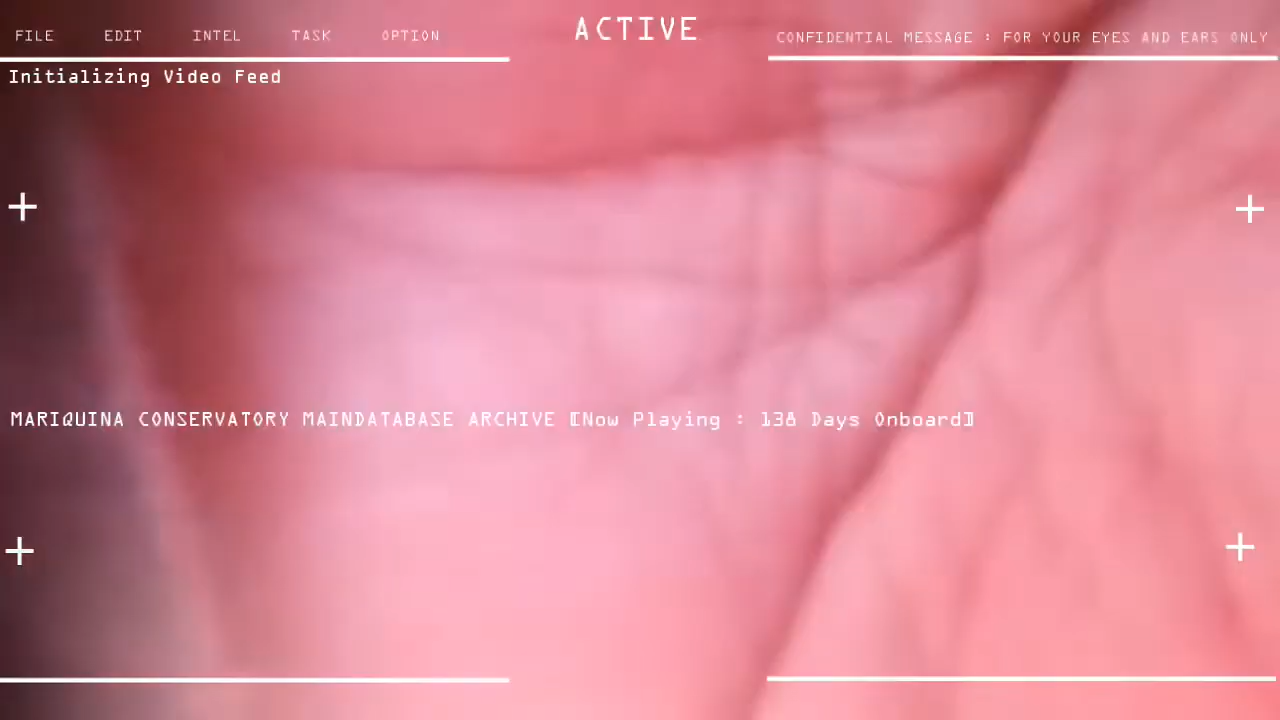 FILE EDIT INTEL TASK OPTION
ACTIVE
CONFIDENTIAL MESSAGE : FOR YOUR EYES AND EARS ONLY
Initializing Video Feed
MARIQUINA CONSERVATORY MAINDATABASE ARCHIVE [Now Playing : 138 Days Onboard]